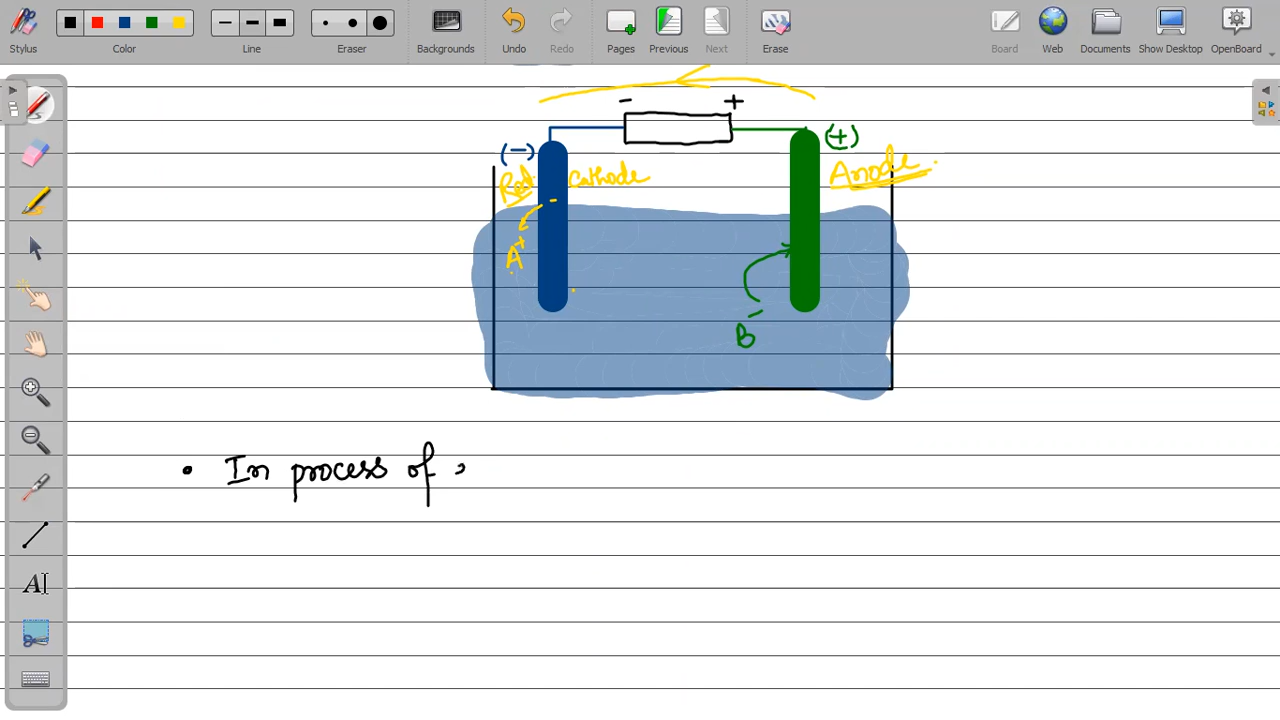 Stylus Color Line Eraser Backgrounds Undo Redo Pages Previous Next Erase Board Web Documents Show Desktop OpenBoard
- +
(-) (+)
Red. Cathode Anode.
A+
B-
A
• In process of